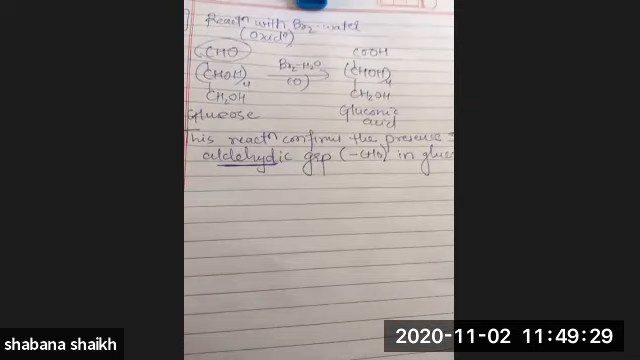 Reactn with Br2-water
(Oxidn)
CHO COOH
(CHOH)4 Br2-H2O (CHOH)4
(O)
CH2OH CH2OH
Glucose Gluconic
acid
This reactn confirms the presence
aldehydic grp (-CHO) in gluc
shabana shaikh
2020-11-02 11:49:29